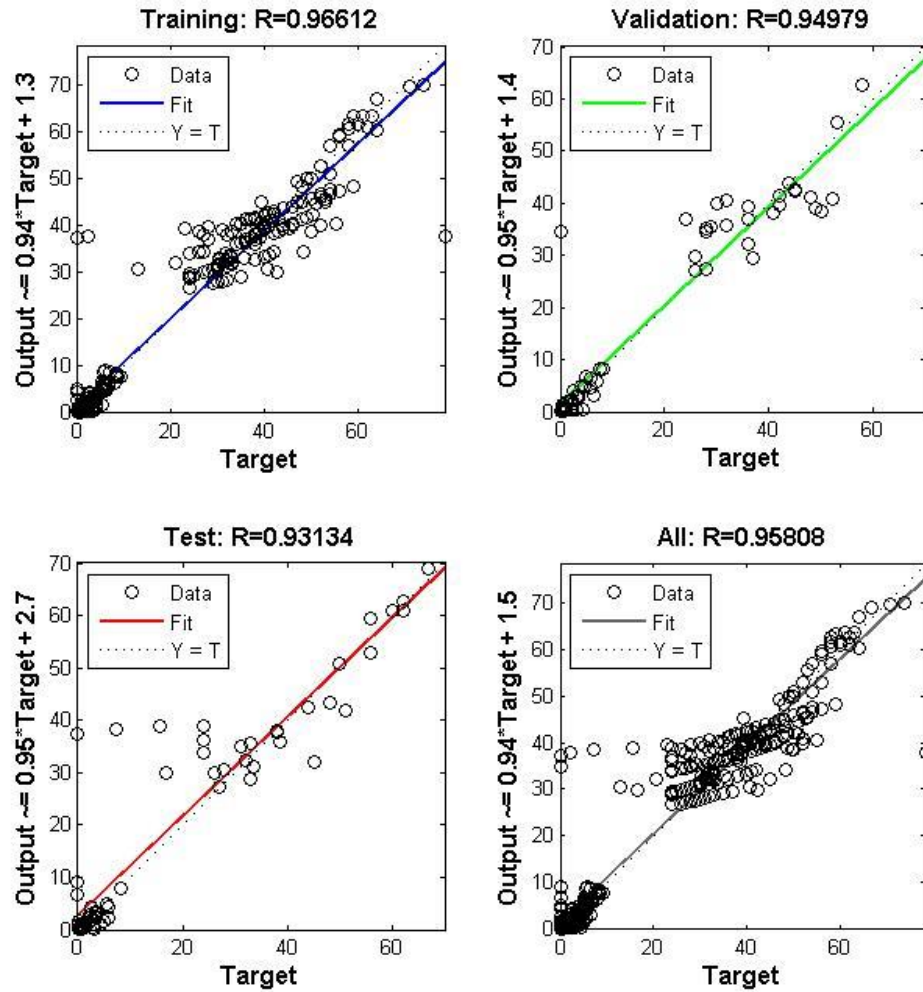 Training: R=0.96612
Output ~= 0.94*Target + 1.3
70
60
50
40
30
20
10
0
Data
Fit
Y = T
0 20 40 60
Target
Validation: R=0.94979
Output ~= 0.95*Target + 1.4
70
60
50
40
30
20
10
0
Data
Fit
Y = T
0 20 40 60
Target
Test: R=0.93134
Output ~= 0.95*Target + 2.7
70
60
50
40
30
20
10
0
Data
Fit
Y = T
0 20 40 60
Target
All: R=0.95808
Output ~= 0.94*Target + 1.5
70
60
50
40
30
20
10
0
Data
Fit
Y = T
0 20 40 60
Target